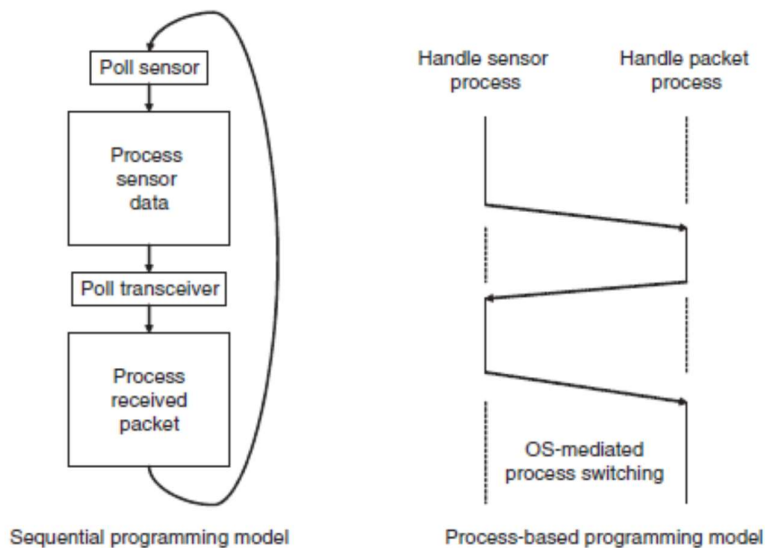 Poll sensor
Process
sensor
data
Poll transceiver
Process
received
packet
Sequential programming model
Handle sensor
process
Handle packet
process
OS-mediated
process switching
Process-based programming model